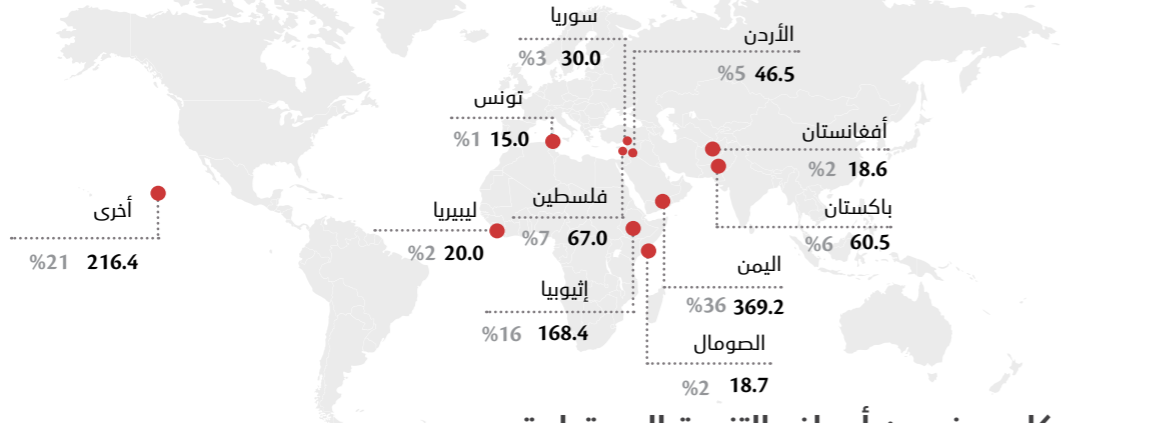 سوريا
%3 30.0
الأردن
%5 46.5
تونس
%1 15.0
أفغانستان
%2 18.6
فلسطين
%7 67.0
باكستان
%6 60.5
ليبيريا
%2 20.0
أخرى
%21 216.4
اليمن
%36 369.2
إثيوبيا
%16 168.4
الصومال
%2 18.7